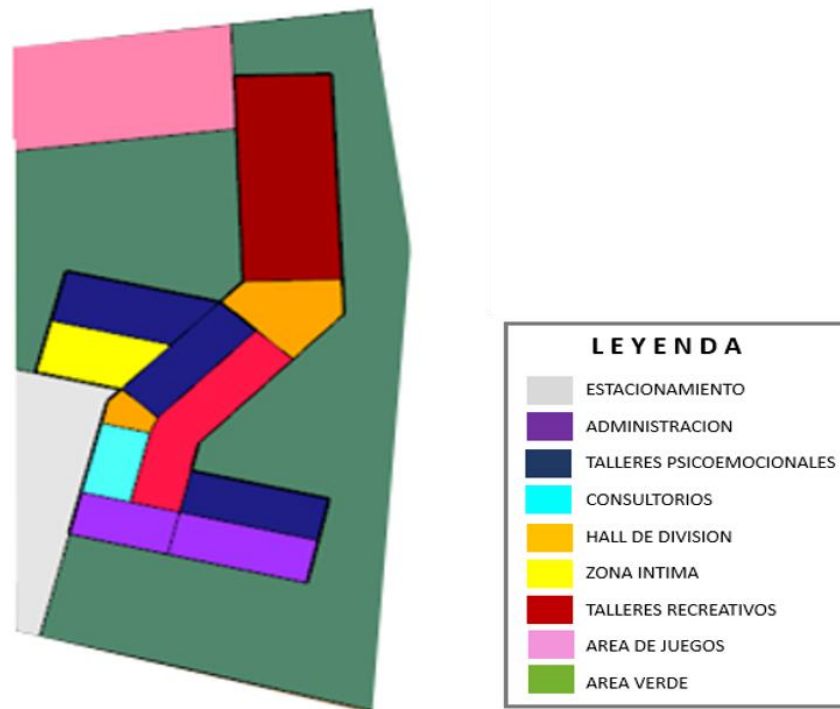 LEYENDA
ESTACIONAMIENTO
ADMINISTRACION
TALLERES PSICOEMOCIONALES
CONSULTORIOS
HALL DE DIVISION
ZONA INTIMA
TALLERES RECREATIVOS
AREA DE JUEGOS
AREA VERDE